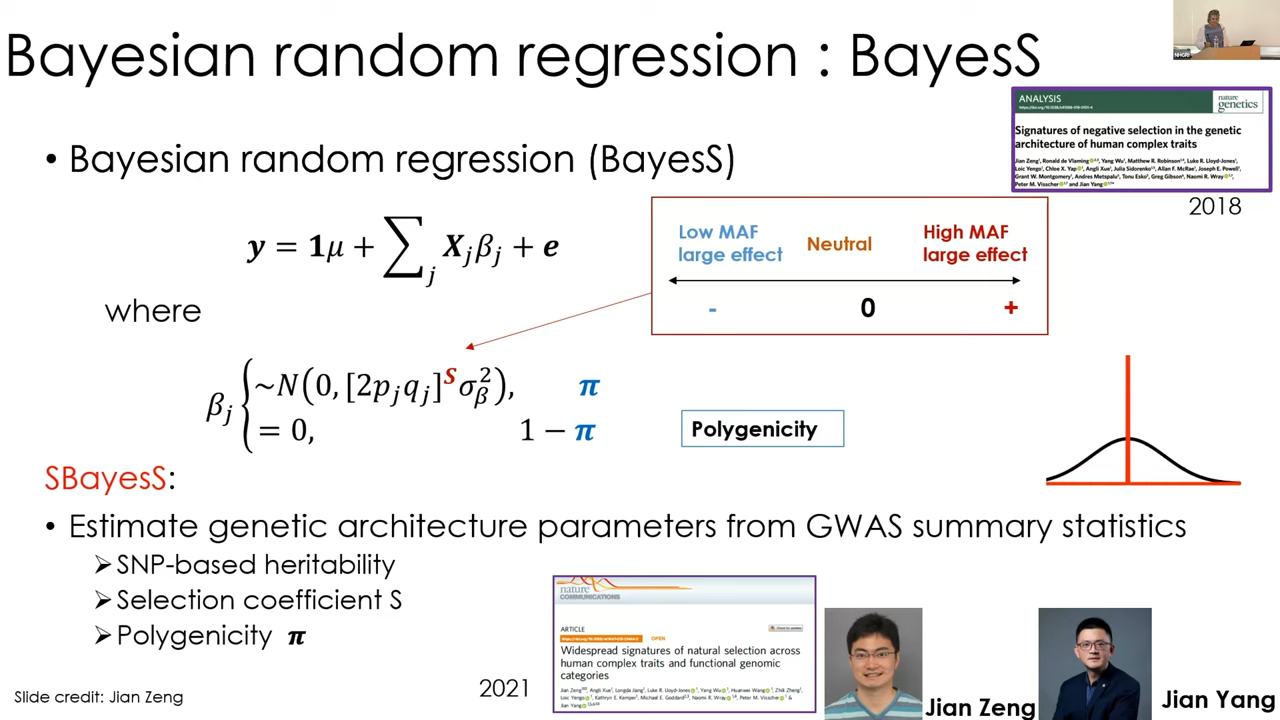 Bayesian random regression : BayesS
NHGRI
ANALYSIS
nature
genetics
Signatures of negative selection in the genetic
architecture of human complex traits
2018
• Bayesian random regression (BayesS)
y = 1μ + ∑j Xjβj + e
Low MAF
large effect
Neutral
High MAF
large effect
- 0 +
where
βj { ~N(0, [2pjqj]^S σβ²), π
= 0, 1 − π
Polygenicity
SBayesS:
• Estimate genetic architecture parameters from GWAS summary statistics
➢ SNP-based heritability
➢ Selection coefficient S
➢ Polygenicity π
nature
COMMUNICATIONS
ARTICLE
OPEN
Widespread signatures of natural selection across
human complex traits and functional genomic
categories
2021
Jian Zeng
Jian Yang
Slide credit: Jian Zeng